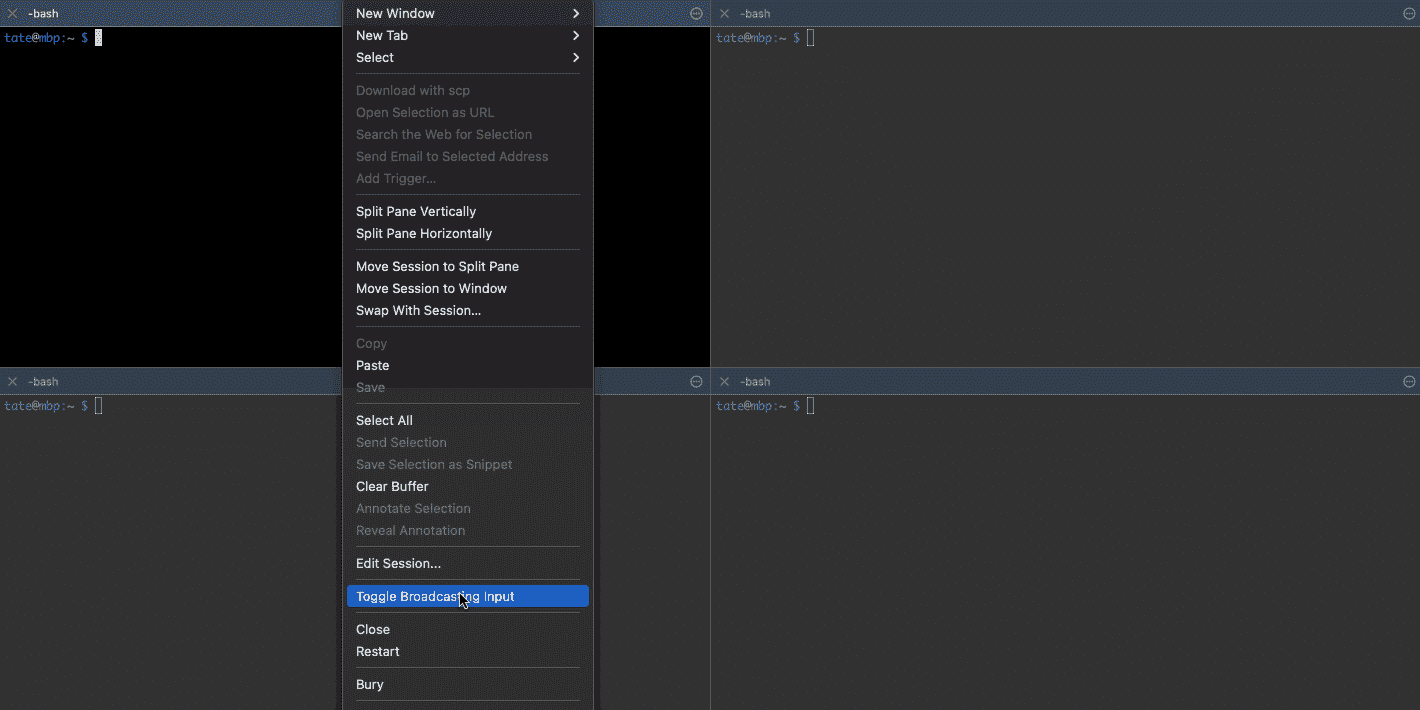 -bash
tate@mbp:~ $
New Window
New Tab
Select
Download with scp
Open Selection as URL
Search the Web for Selection
Send Email to Selected Address
Add Trigger...
Split Pane Vertically
Split Pane Horizontally
Move Session to Split Pane
Move Session to Window
Swap With Session...
Copy
Paste
Save
Select All
Send Selection
Save Selection as Snippet
Clear Buffer
Annotate Selection
Reveal Annotation
Edit Session...
Toggle Broadcasting Input
Close
Restart
Bury
-bash
tate@mbp:~ $
-bash
tate@mbp:~ $
-bash
tate@mbp:~ $